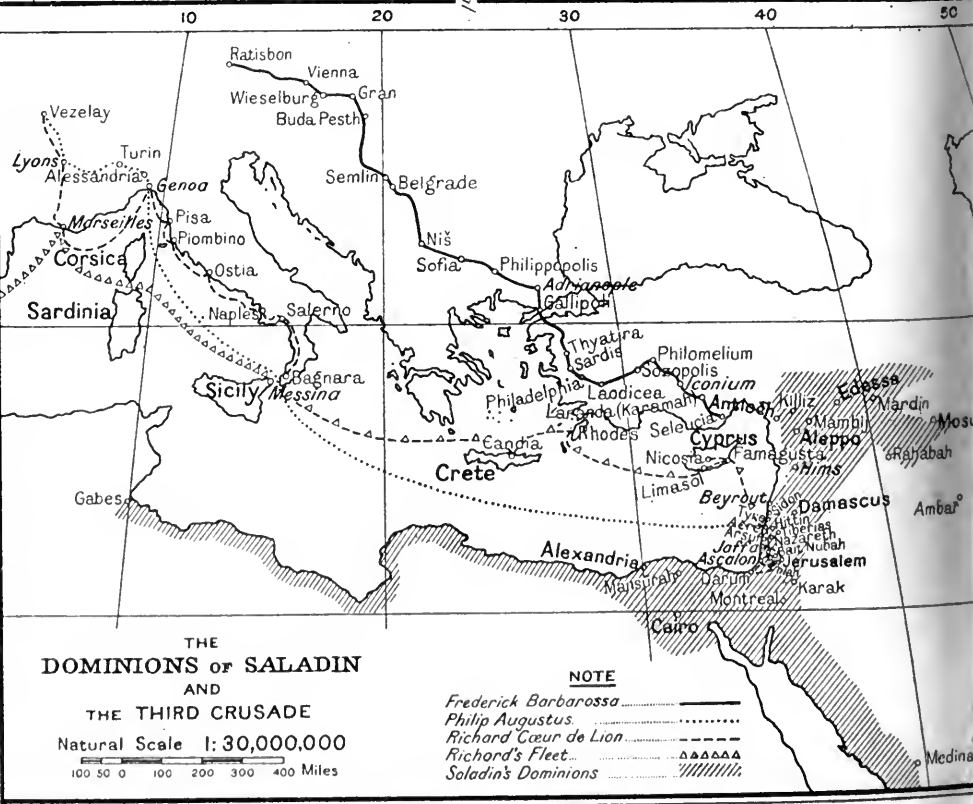 10 20 30 40 50
Ratisbon
Vienna
Wieselburg
Gran
Buda Pesth
Vezelay
Lyons
Turin
Alessandria
Genoa
Semlin
Belgrade
Marseilles
Pisa
Piombino
Corsica
Niš
Sofia
Philippopolis
Ostia
Adrianople
Gallipoli
Sardinia
Naples
Salerno
Thyatira
Sardis
Philomelium
Sozopolis
Bagnara
Sicily
Messina
Philadelphia
Laodicea
Iconium
Laranda (Karaman)
Antioch
Killiz
Edessa
Mardin
Rhodes
Seleucia
Mambi
Mosu
Candia
Cyprus
Aleppo
Crete
Nicosia
Famagusta
Hims
Rahabah
Limasol
Gabes
Beyrout
Damascus
Ambar
Sidon
Tyre
Acre
Hittin
Tiberias
Arsuf
Nazareth
Jaffa
Nubah
Alexandria
Ascalon
Jerusalem
Mansurah
Darum
Karak
Montreal
Cairo
Medina
THE
DOMINIONS OF SALADIN
AND
THE THIRD CRUSADE
Natural Scale 1:30,000,000
100 50 0 100 200 300 400 Miles
NOTE
Frederick Barbarossa
Philip Augustus
Richard Cœur de Lion
Richard's Fleet
Saladin's Dominions